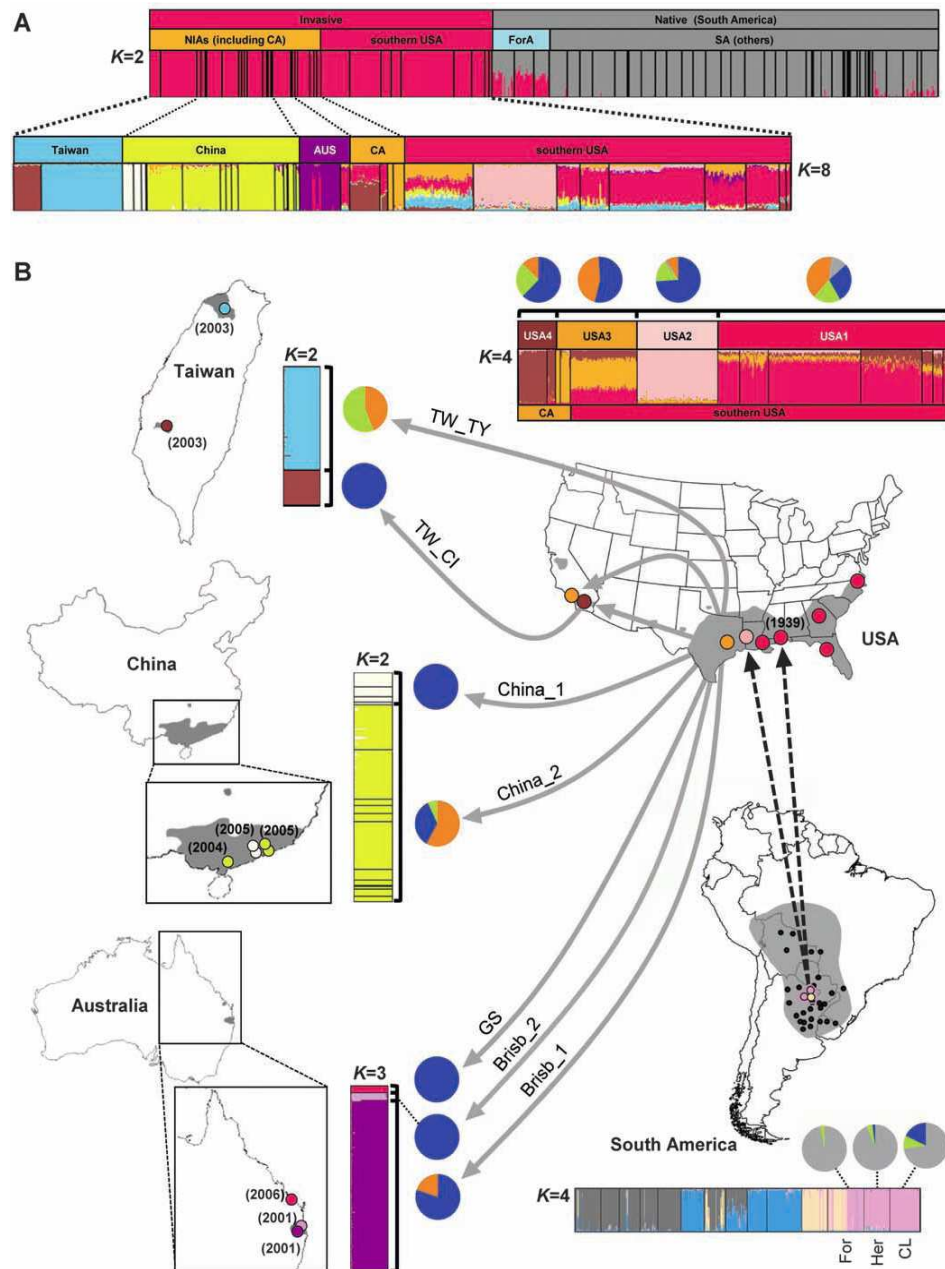 A
Invasive
Native (South America)
NIAs (including CA)
southern USA
ForA
SA (others)
K=2
Taiwan
China
AUS
CA
southern USA
K=8
B
(2003)
Taiwan
(2003)
K=2
TW_TY
TW_CI
USA4
USA3
USA2
USA1
K=4
CA
southern USA
(1939)
USA
China
K=2
China_1
China_2
(2005)
(2005)
(2004)
Australia
GS
Brisb_2
Brisb_1
K=3
(2006)
(2001)
(2001)
South America
K=4
For
Her
CL